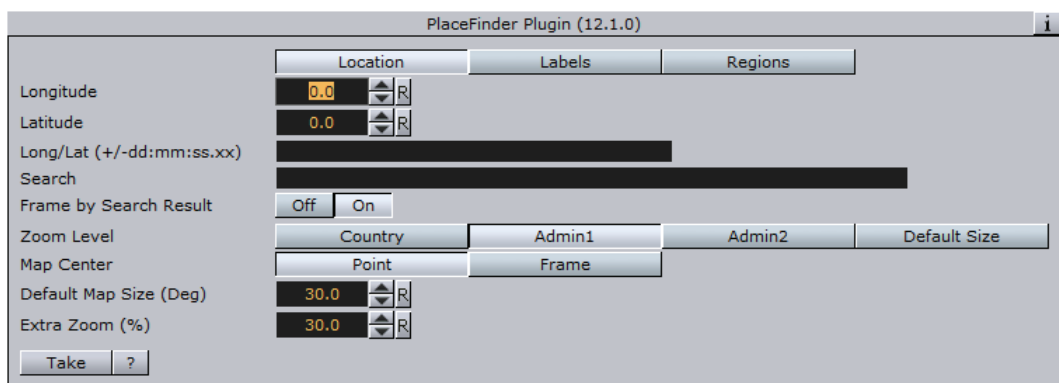 PlaceFinder Plugin (12.1.0) i
Location Labels Regions
Longitude 0.0 R
Latitude 0.0 R
Long/Lat (+/-dd:mm:ss.xx)
Search
Frame by Search Result Off On
Zoom Level Country Admin1 Admin2 Default Size
Map Center Point Frame
Default Map Size (Deg) 30.0 R
Extra Zoom (%) 30.0 R
Take ?